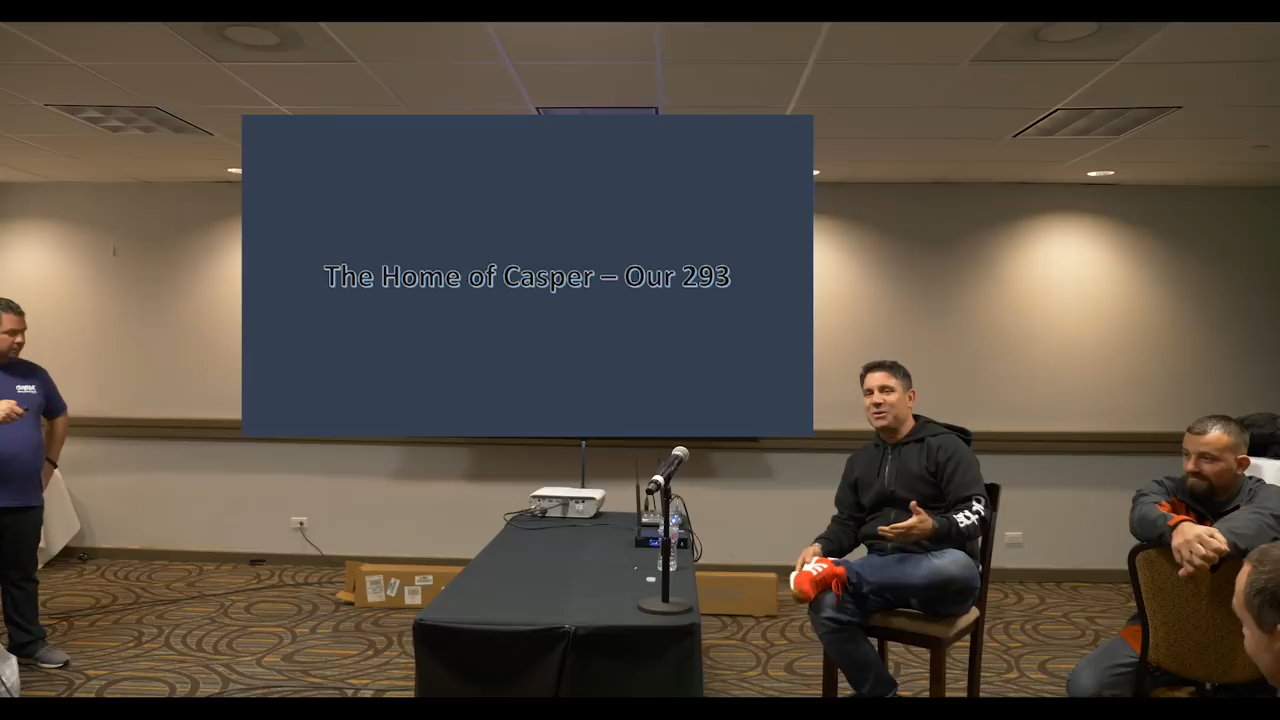 The Home of Casper – Our 293